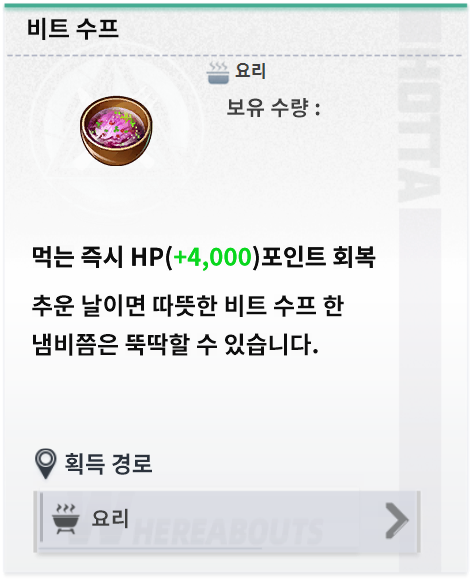 비트 수프
요리
보유 수량 :
HOTTA
먹는 즉시 HP(+4,000)포인트 회복
추운 날이면 따뜻한 비트 수프 한
냄비쯤은 뚝딱할 수 있습니다.
획득 경로
요리
HEREABOUTS